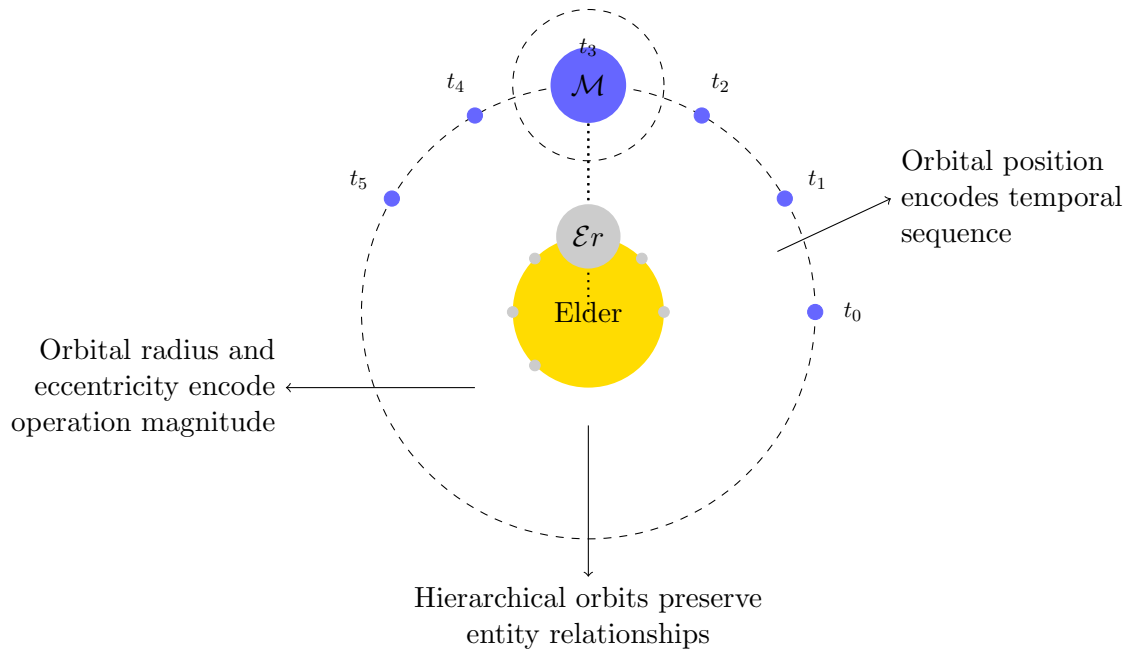 t₃
t₄
ℳ
t₂
t₅
t₁
Orbital position
encodes temporal
sequence
ℰr
Elder
t₀
Orbital radius and
eccentricity encode
operation magnitude
Hierarchical orbits preserve
entity relationships